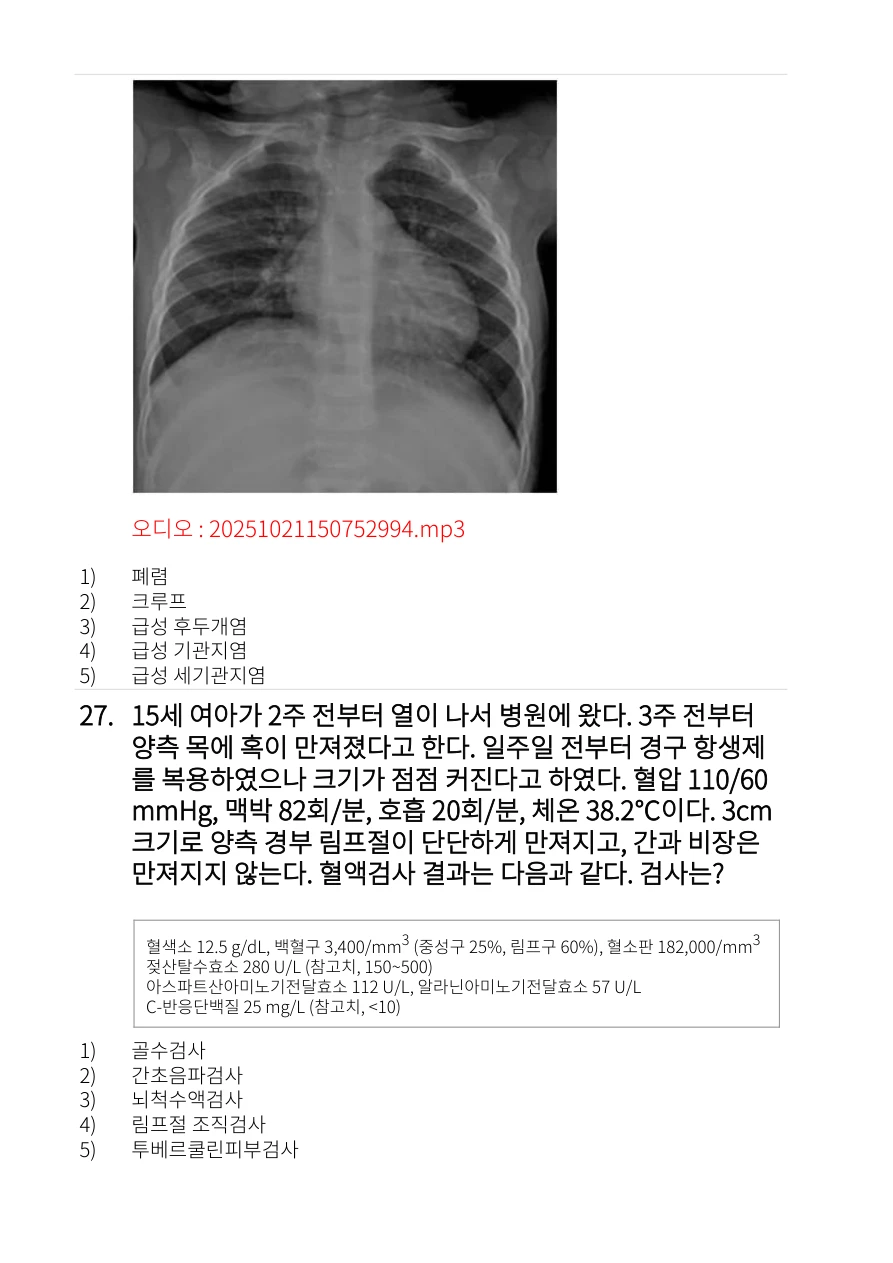 오디오 : 20251021150752994.mp3
1) 폐렴
2) 크루프
3) 급성 후두개염
4) 급성 기관지염
5) 급성 세기관지염
27. 15세 여아가 2주 전부터 열이 나서 병원에 왔다. 3주 전부터
양측 목에 혹이 만져졌다고 한다. 일주일 전부터 경구 항생제
를 복용하였으나 크기가 점점 커진다고 하였다. 혈압 110/60
mmHg, 맥박 82회/분, 호흡 20회/분, 체온 38.2℃이다. 3cm
크기로 양측 경부 림프절이 단단하게 만져지고, 간과 비장은
만져지지 않는다. 혈액검사 결과는 다음과 같다. 검사는?
혈색소 12.5 g/dL, 백혈구 3,400/mm³ (중성구 25%, 림프구 60%), 혈소판 182,000/mm³
젖산탈수효소 280 U/L (참고치, 150~500)
아스파트산아미노기전달효소 112 U/L, 알라닌아미노기전달효소 57 U/L
C-반응단백질 25 mg/L (참고치, <10)
1) 골수검사
2) 간초음파검사
3) 뇌척수액검사
4) 림프절 조직검사
5) 투베르쿨린피부검사